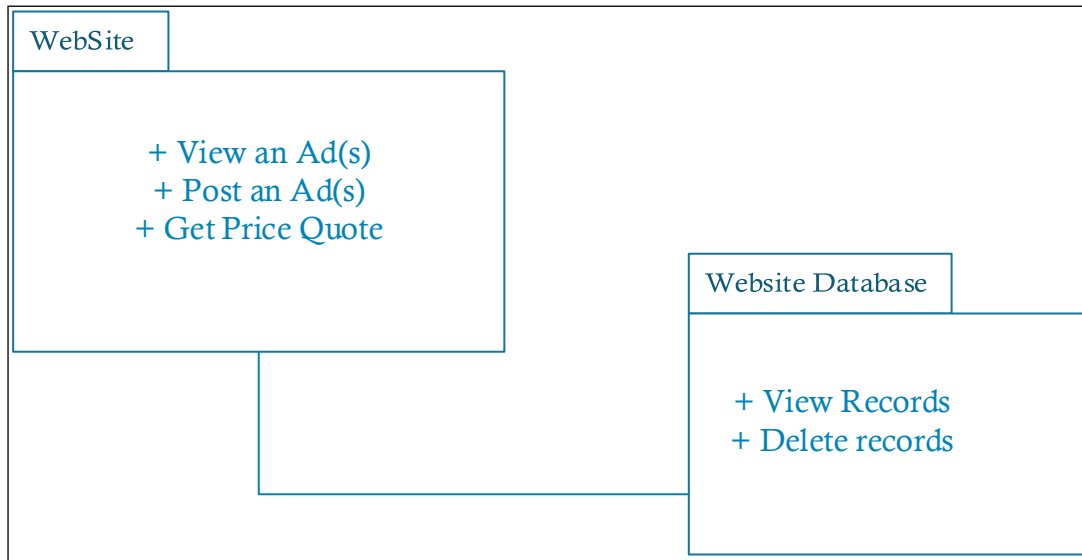 WebSite
+ View an Ad(s)
+ Post an Ad(s)
+ Get Price Quote
Website Database
+ View Records
+ Delete records